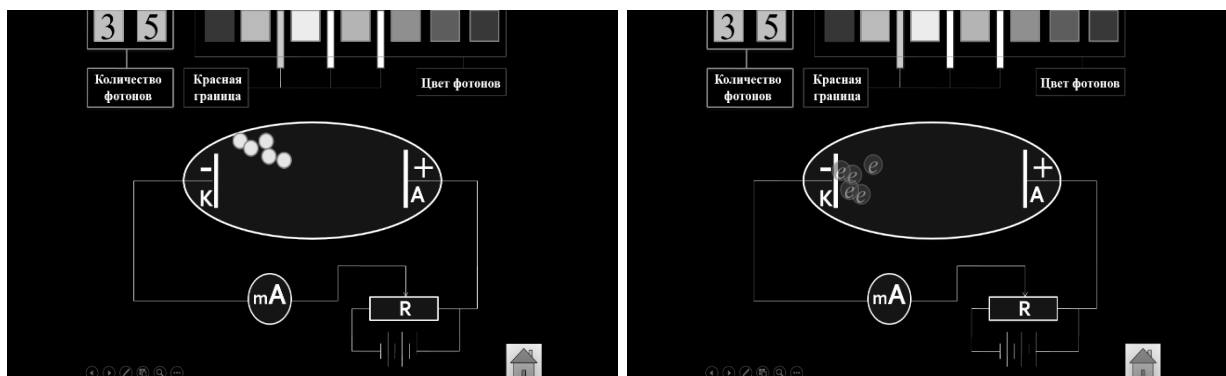 3 5
Количество
фотонов
Красная
граница
Цвет фотонов
- +
К А
mA
R
3 5
Количество
фотонов
Красная
граница
Цвет фотонов
- +
К А
e e e e e
mA
R